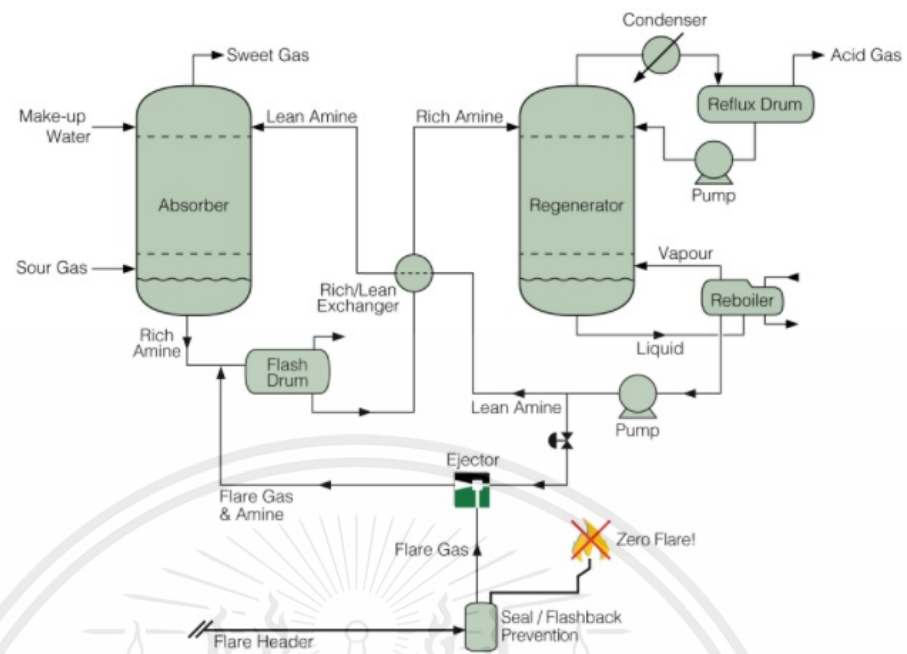 Condenser
Sweet Gas
Acid Gas
Reflux Drum
Make-up
Water
Lean Amine
Rich Amine
Pump
Absorber
Regenerator
Vapour
Sour Gas
Rich/Lean
Exchanger
Reboiler
Rich
Amine
Liquid
Flash
Drum
Lean Amine
Pump
Ejector
Flare Gas
& Amine
Zero Flare!
Flare Gas
Seal / Flashback
Prevention
Flare Header